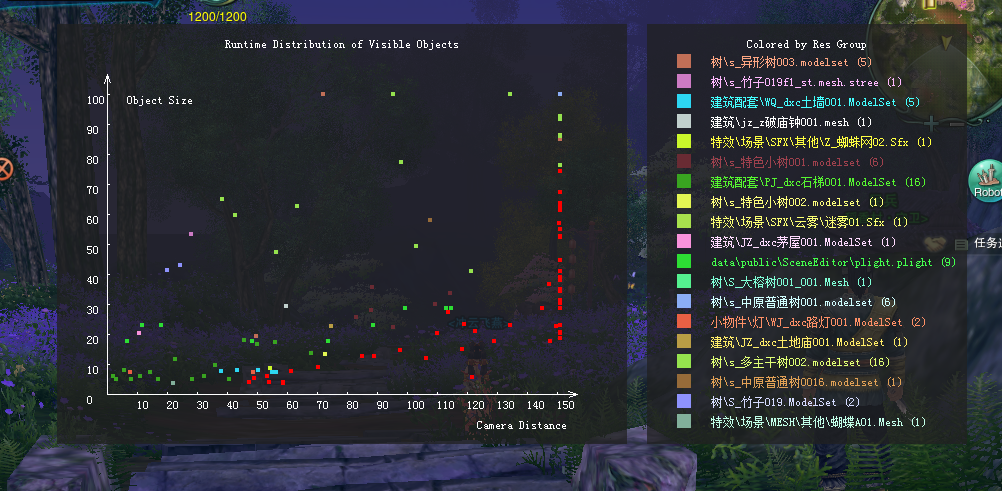 1200/1200
Runtime Distribution of Visible Objects
Object Size
100
90
80
70
60
50
40
30
20
10
0
10 20 30 40 50 60 70 80 90 100 110 120 130 140 150
Camera Distance
Colored by Res Group
树\s_异形树003.modelset (5)
树\s_竹子019f1_st.mesh.stree (1)
建筑配套\WQ_dxc土墙001.ModelSet (5)
建筑\jz_z破庙钟001.mesh (1)
特效\场景\SFX\其他\Z_蜘蛛网02.Sfx (1)
树\s_特色小树001.modelset (6)
建筑配套\PJ_dxc石梯001.ModelSet (16)
树\s_特色小树002.modelset (1)
特效\场景\SFX\云雾\迷雾01.Sfx (1)
建筑\JZ_dxc茅屋001.ModelSet (1)
data\public\SceneEditor\plight.plight (9)
树\S_大榕树001_001.Mesh (1)
树\s_中原普通树001.modelset (6)
小物件\灯\WJ_dxc路灯001.ModelSet (2)
建筑\JZ_dxc土地庙001.ModelSet (1)
树\s_多主干树002.modelset (16)
树\s_中原普通树0016.modelset (1)
树\S_竹子019.ModelSet (2)
特效\场景\MESH\其他\蝴蝶A01.Mesh (1)
Robot
任务追